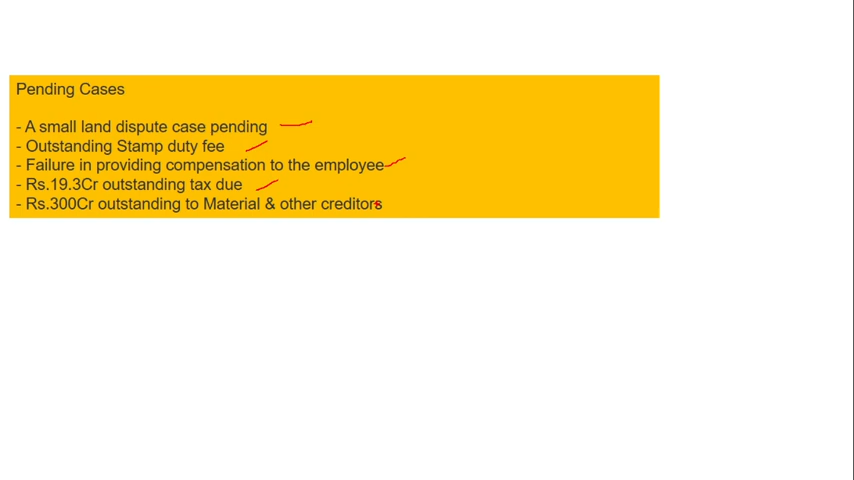 Pending Cases
- A small land dispute case pending
- Outstanding Stamp duty fee
- Failure in providing compensation to the employee
- Rs.19.3Cr outstanding tax due
- Rs.300Cr outstanding to Material & other creditors